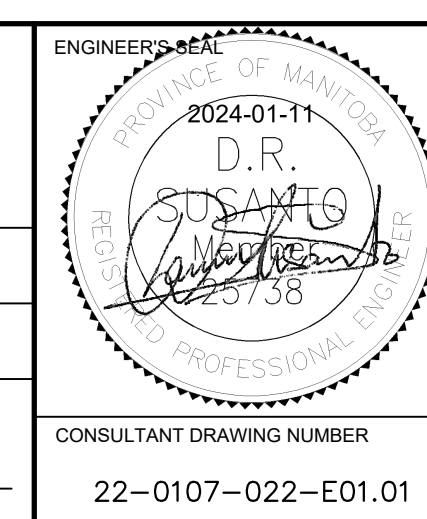 ENGINEER'S SEAL
PROVINCE OF MANITOBA
2024-01-11
D.R.
SUSANTO
Member
25738
REGISTERED PROFESSIONAL ENGINEER
CONSULTANT DRAWING NUMBER
22-0107-022-E01.01